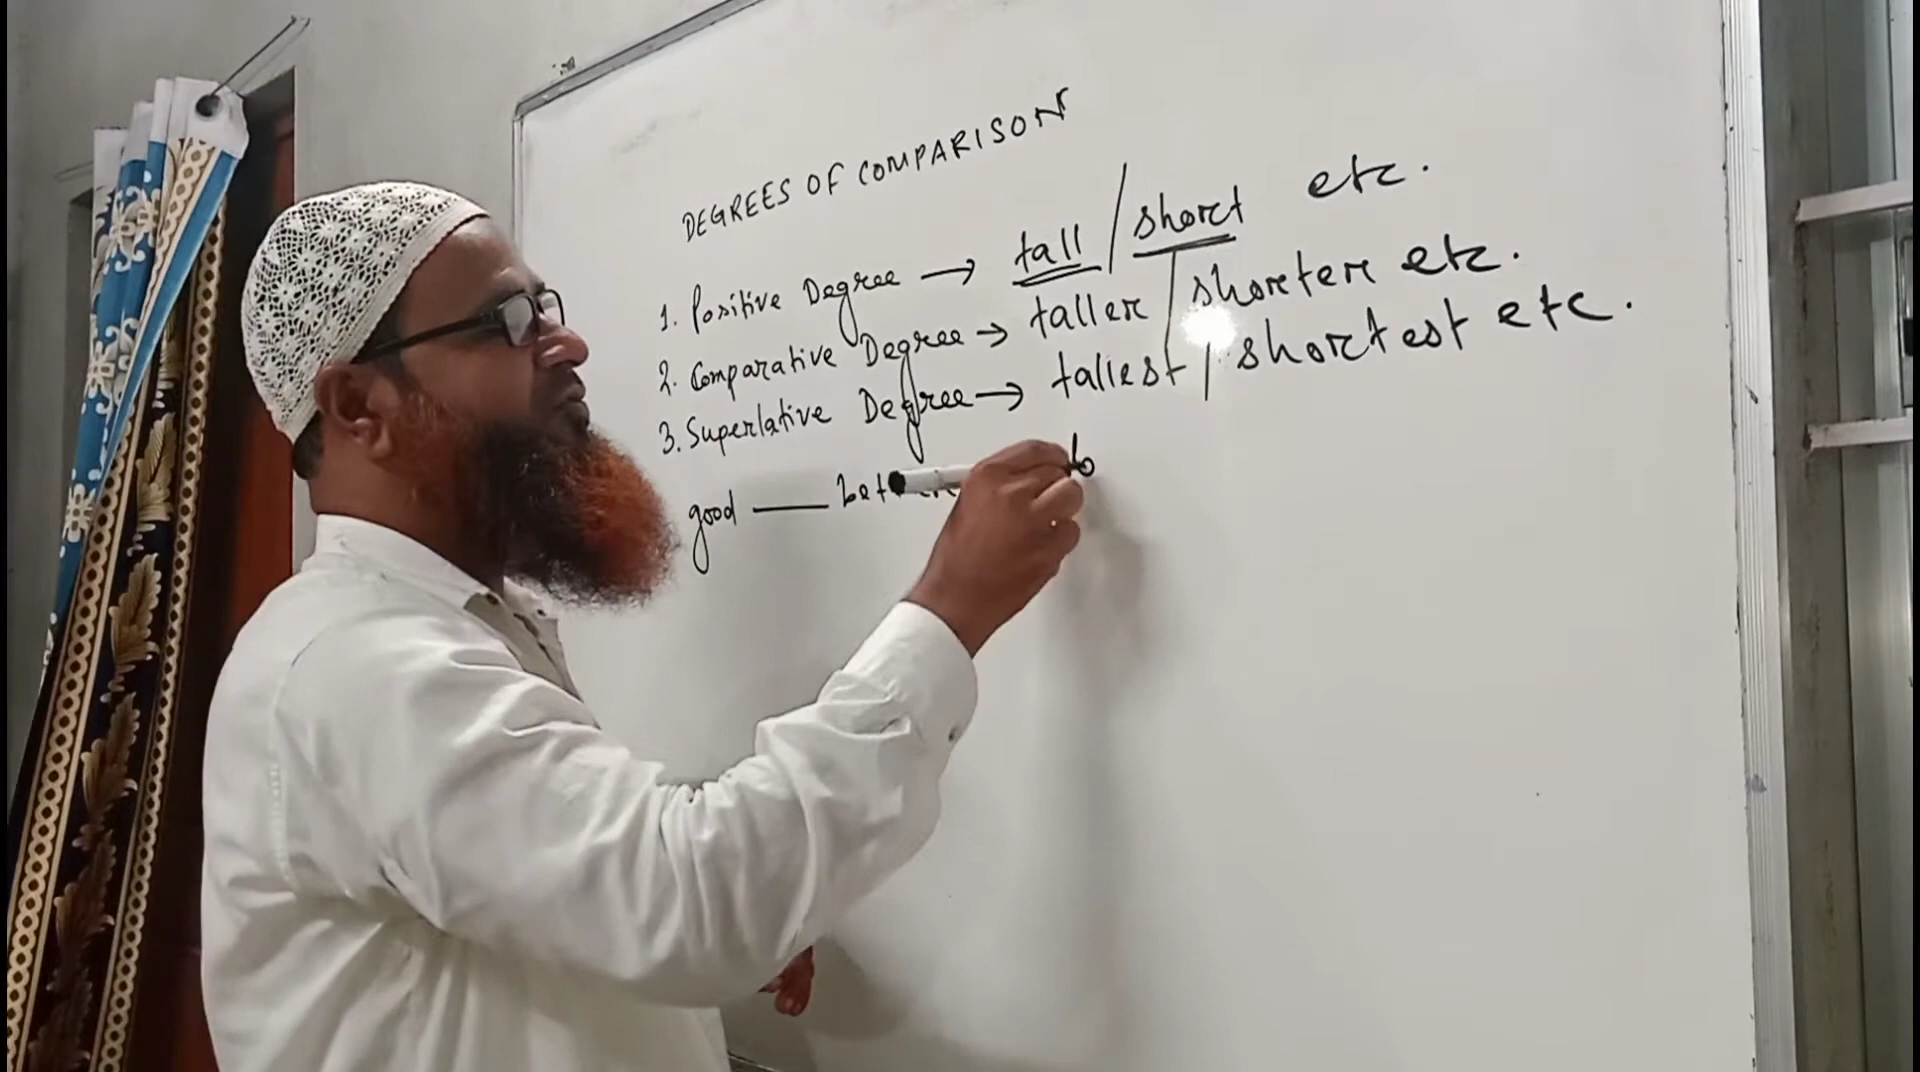 DEGREES OF COMPARISON
1. Positive Degree → tall / short etc.
2. Comparative Degree → taller / shorter etc.
3. Superlative Degree → tallest / shortest etc.
good — better b